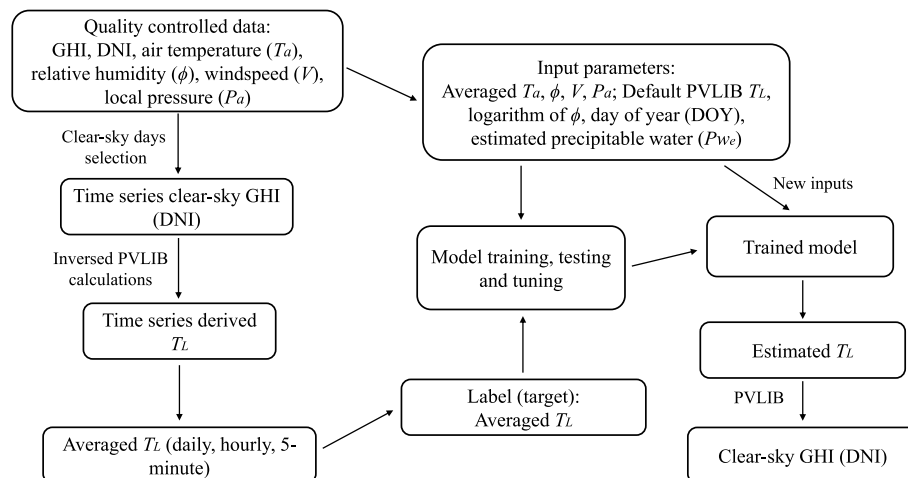 Quality controlled data:
GHI, DNI, air temperature (Ta),
relative humidity (ϕ), windspeed (V),
local pressure (Pa)
Clear-sky days
selection
Time series clear-sky GHI
(DNI)
Inversed PVLIB
calculations
Time series derived
TL
Averaged TL (daily, hourly, 5-
minute)
Input parameters:
Averaged Ta, ϕ, V, Pa; Default PVLIB TL,
logarithm of ϕ, day of year (DOY),
estimated precipitable water (Pwe)
New inputs
Model training, testing
and tuning
Trained model
Label (target):
Averaged TL
Estimated TL
PVLIB
Clear-sky GHI (DNI)